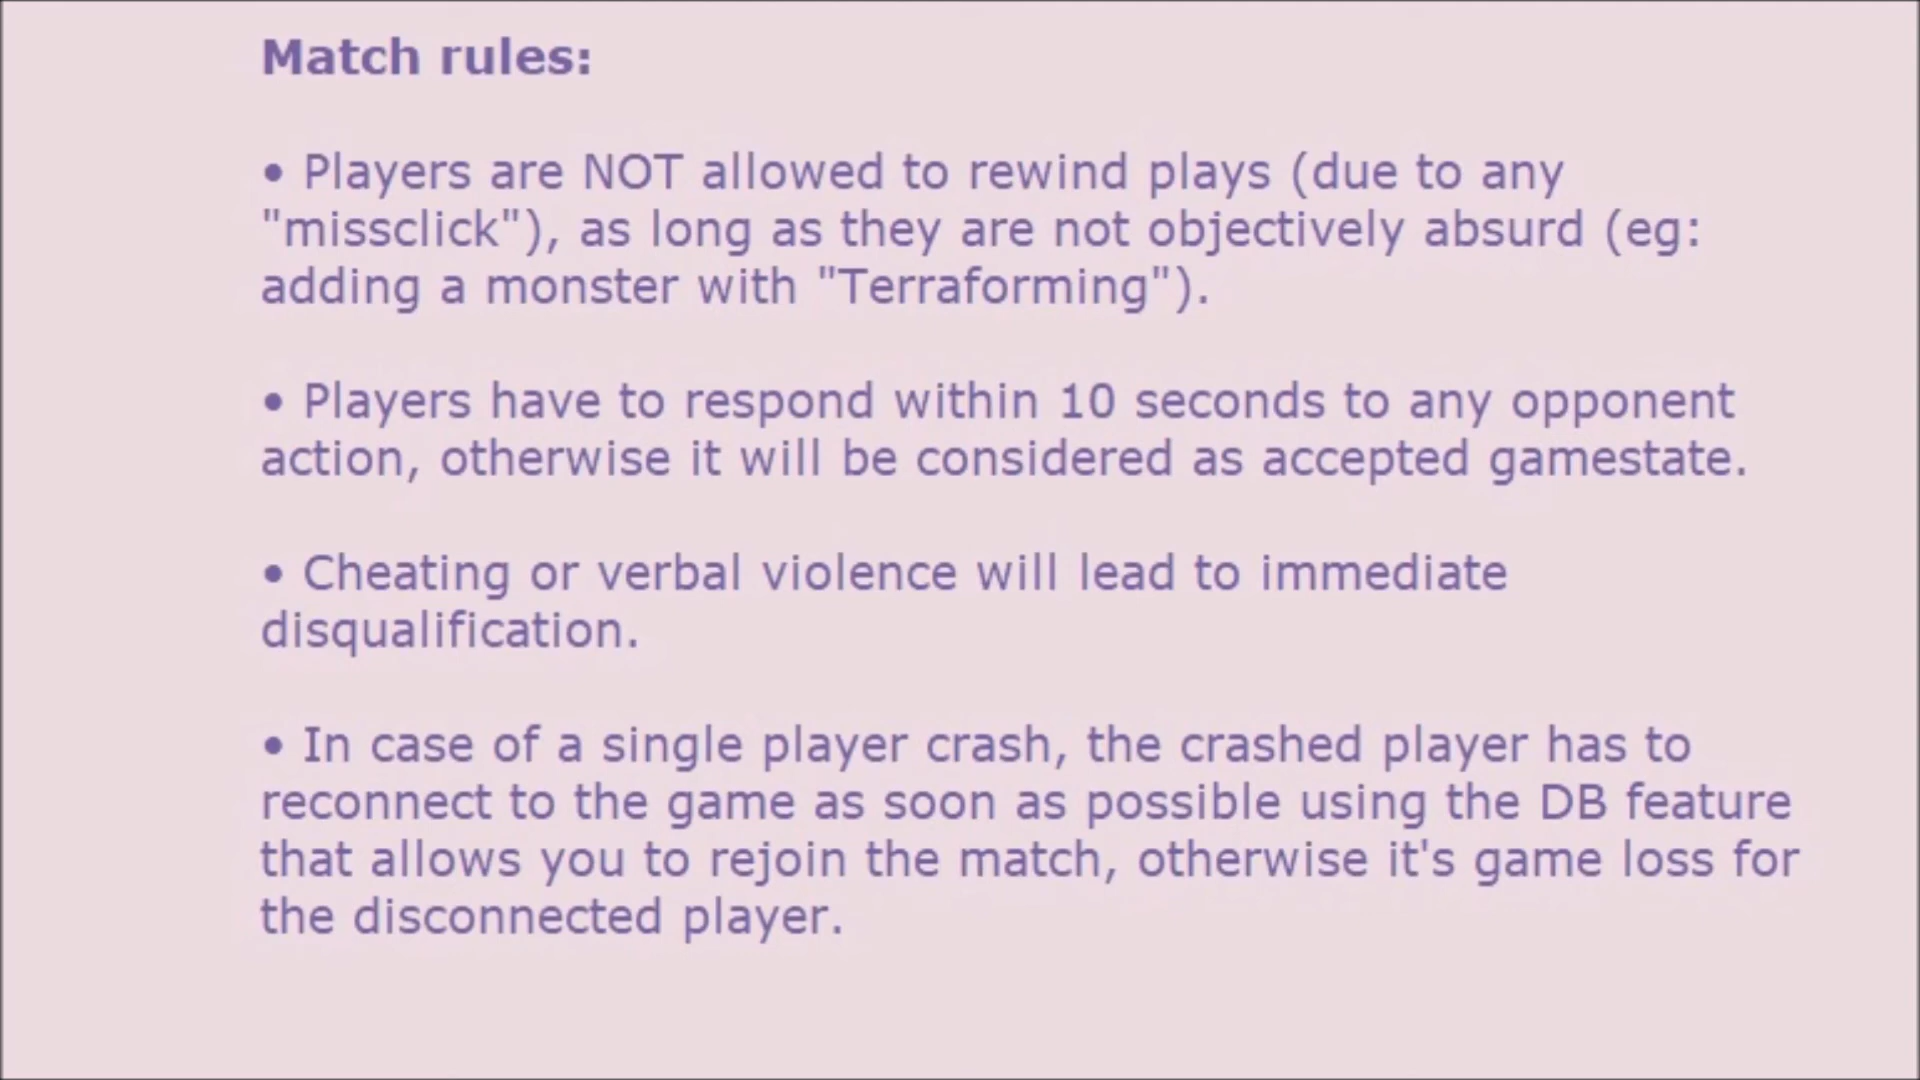 Match rules:
• Players are NOT allowed to rewind plays (due to any
"missclick"), as long as they are not objectively absurd (eg:
adding a monster with "Terraforming").
• Players have to respond within 10 seconds to any opponent
action, otherwise it will be considered as accepted gamestate.
• Cheating or verbal violence will lead to immediate
disqualification.
• In case of a single player crash, the crashed player has to
reconnect to the game as soon as possible using the DB feature
that allows you to rejoin the match, otherwise it's game loss for
the disconnected player.